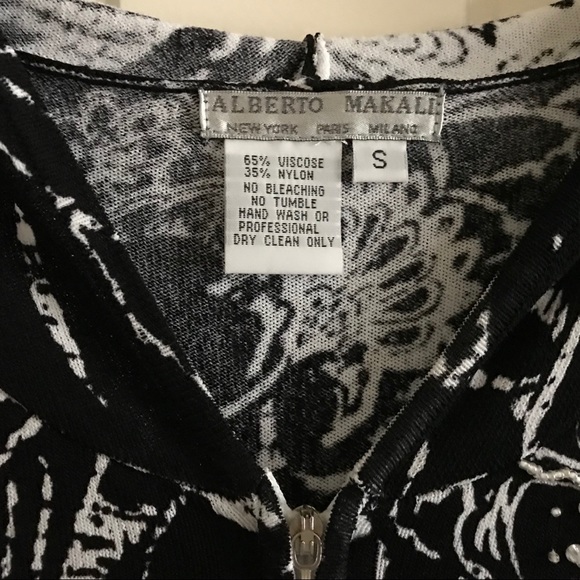 ALBERTO MAKALI
NEW YORK PARIS MILANO
65% VISCOSE
35% NYLON
NO BLEACHING
NO TUMBLE
HAND WASH OR
PROFESSIONAL
DRY CLEAN ONLY
S